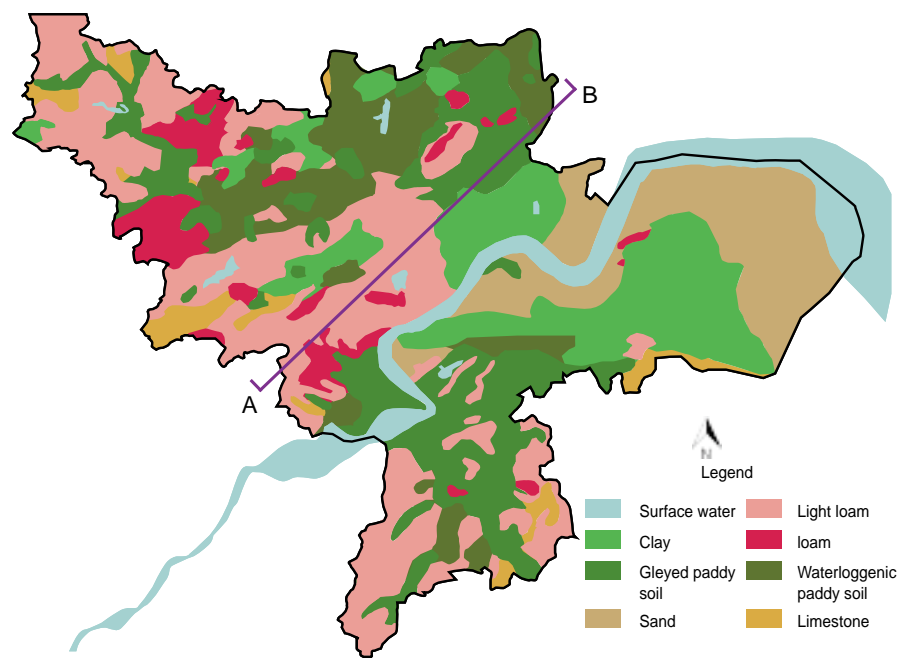 B
A
N
Legend
Surface water
Light loam
Clay
loam
Gleyed paddy
soil
Waterloggenic
paddy soil
Sand
Limestone